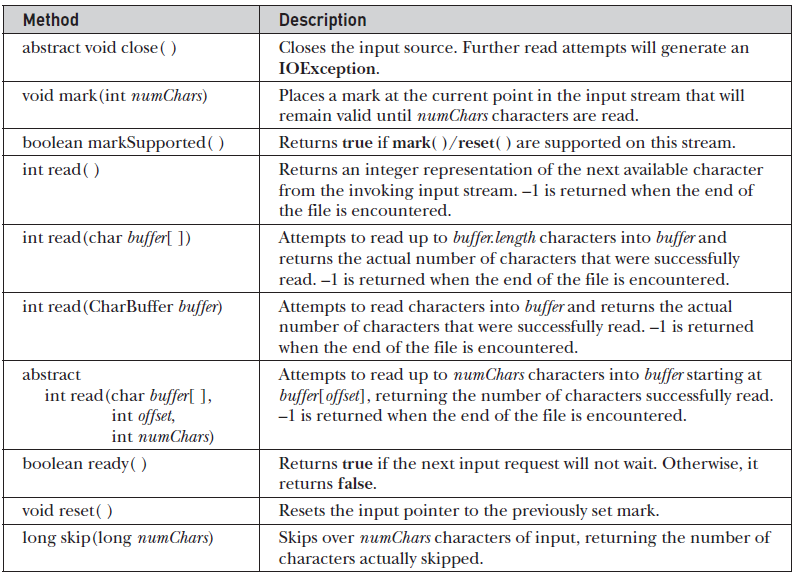 Method Description
abstract void close( ) Closes the input source. Further read attempts will generate an
IOException.
void mark(int numChars) Places a mark at the current point in the input stream that will
remain valid until numChars characters are read.
boolean markSupported( ) Returns true if mark( )/reset( ) are supported on this stream.
int read( ) Returns an integer representation of the next available character
from the invoking input stream. –1 is returned when the end of
the file is encountered.
int read(char buffer[ ]) Attempts to read up to buffer.length characters into buffer and
returns the actual number of characters that were successfully
read. –1 is returned when the end of the file is encountered.
int read(CharBuffer buffer) Attempts to read characters into buffer and returns the actual
number of characters that were successfully read. –1 is returned
when the end of the file is encountered.
abstract Attempts to read up to numChars characters into buffer starting at
int read(char buffer[ ], buffer[offset], returning the number of characters successfully read.
int offset, –1 is returned when the end of the file is encountered.
int numChars)
boolean ready( ) Returns true if the next input request will not wait. Otherwise, it
returns false.
void reset( ) Resets the input pointer to the previously set mark.
long skip(long numChars) Skips over numChars characters of input, returning the number of
characters actually skipped.